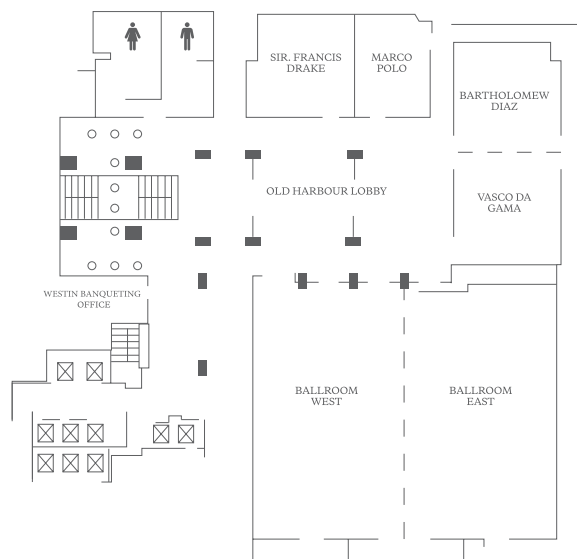 SIR. FRANCIS
DRAKE
MARCO
POLO
BARTHOLOMEW
DIAZ
OLD HARBOUR LOBBY
VASCO DA
GAMA
WESTIN BANQUETING
OFFICE
BALLROOM
WEST
BALLROOM
EAST